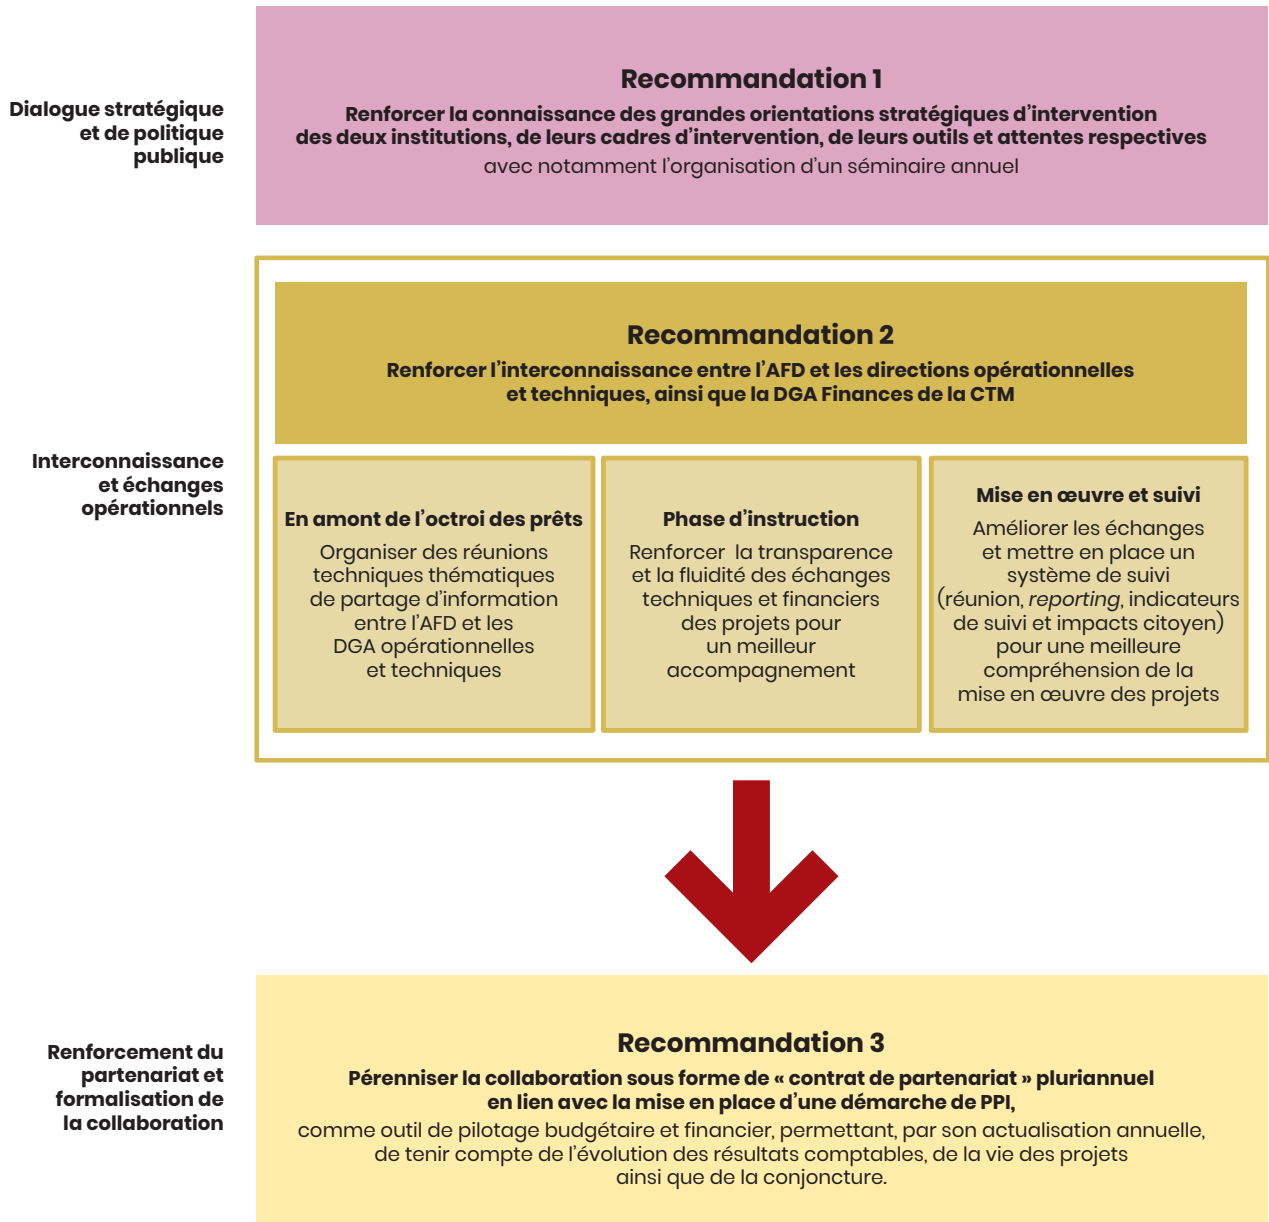 Dialogue stratégique
et de politique
publique
Recommandation 1
Renforcer la connaissance des grandes orientations stratégiques d’intervention
des deux institutions, de leurs cadres d’intervention, de leurs outils et attentes respectives
avec notamment l’organisation d’un séminaire annuel
Interconnaissance
et échanges
opérationnels
Recommandation 2
Renforcer l’interconnaissance entre l’AFD et les directions opérationnelles
et techniques, ainsi que la DGA Finances de la CTM
En amont de l’octroi des prêts
Organiser des réunions
techniques thématiques
de partage d’information
entre l’AFD et les
DGA opérationnelles
et techniques
Phase d’instruction
Renforcer la transparence
et la fluidité des échanges
techniques et financiers
des projets pour
un meilleur
accompagnement
Mise en œuvre et suivi
Améliorer les échanges
et mettre en place un
système de suivi
(réunion, reporting, indicateurs
de suivi et impacts citoyen)
pour une meilleure
compréhension de la
mise en œuvre des projets
Renforcement du
partenariat et
formalisation de
la collaboration
Recommandation 3
Pérenniser la collaboration sous forme de « contrat de partenariat » pluriannuel
en lien avec la mise en place d’une démarche de PPI,
comme outil de pilotage budgétaire et financier, permettant, par son actualisation annuelle,
de tenir compte de l’évolution des résultats comptables, de la vie des projets
ainsi que de la conjoncture.